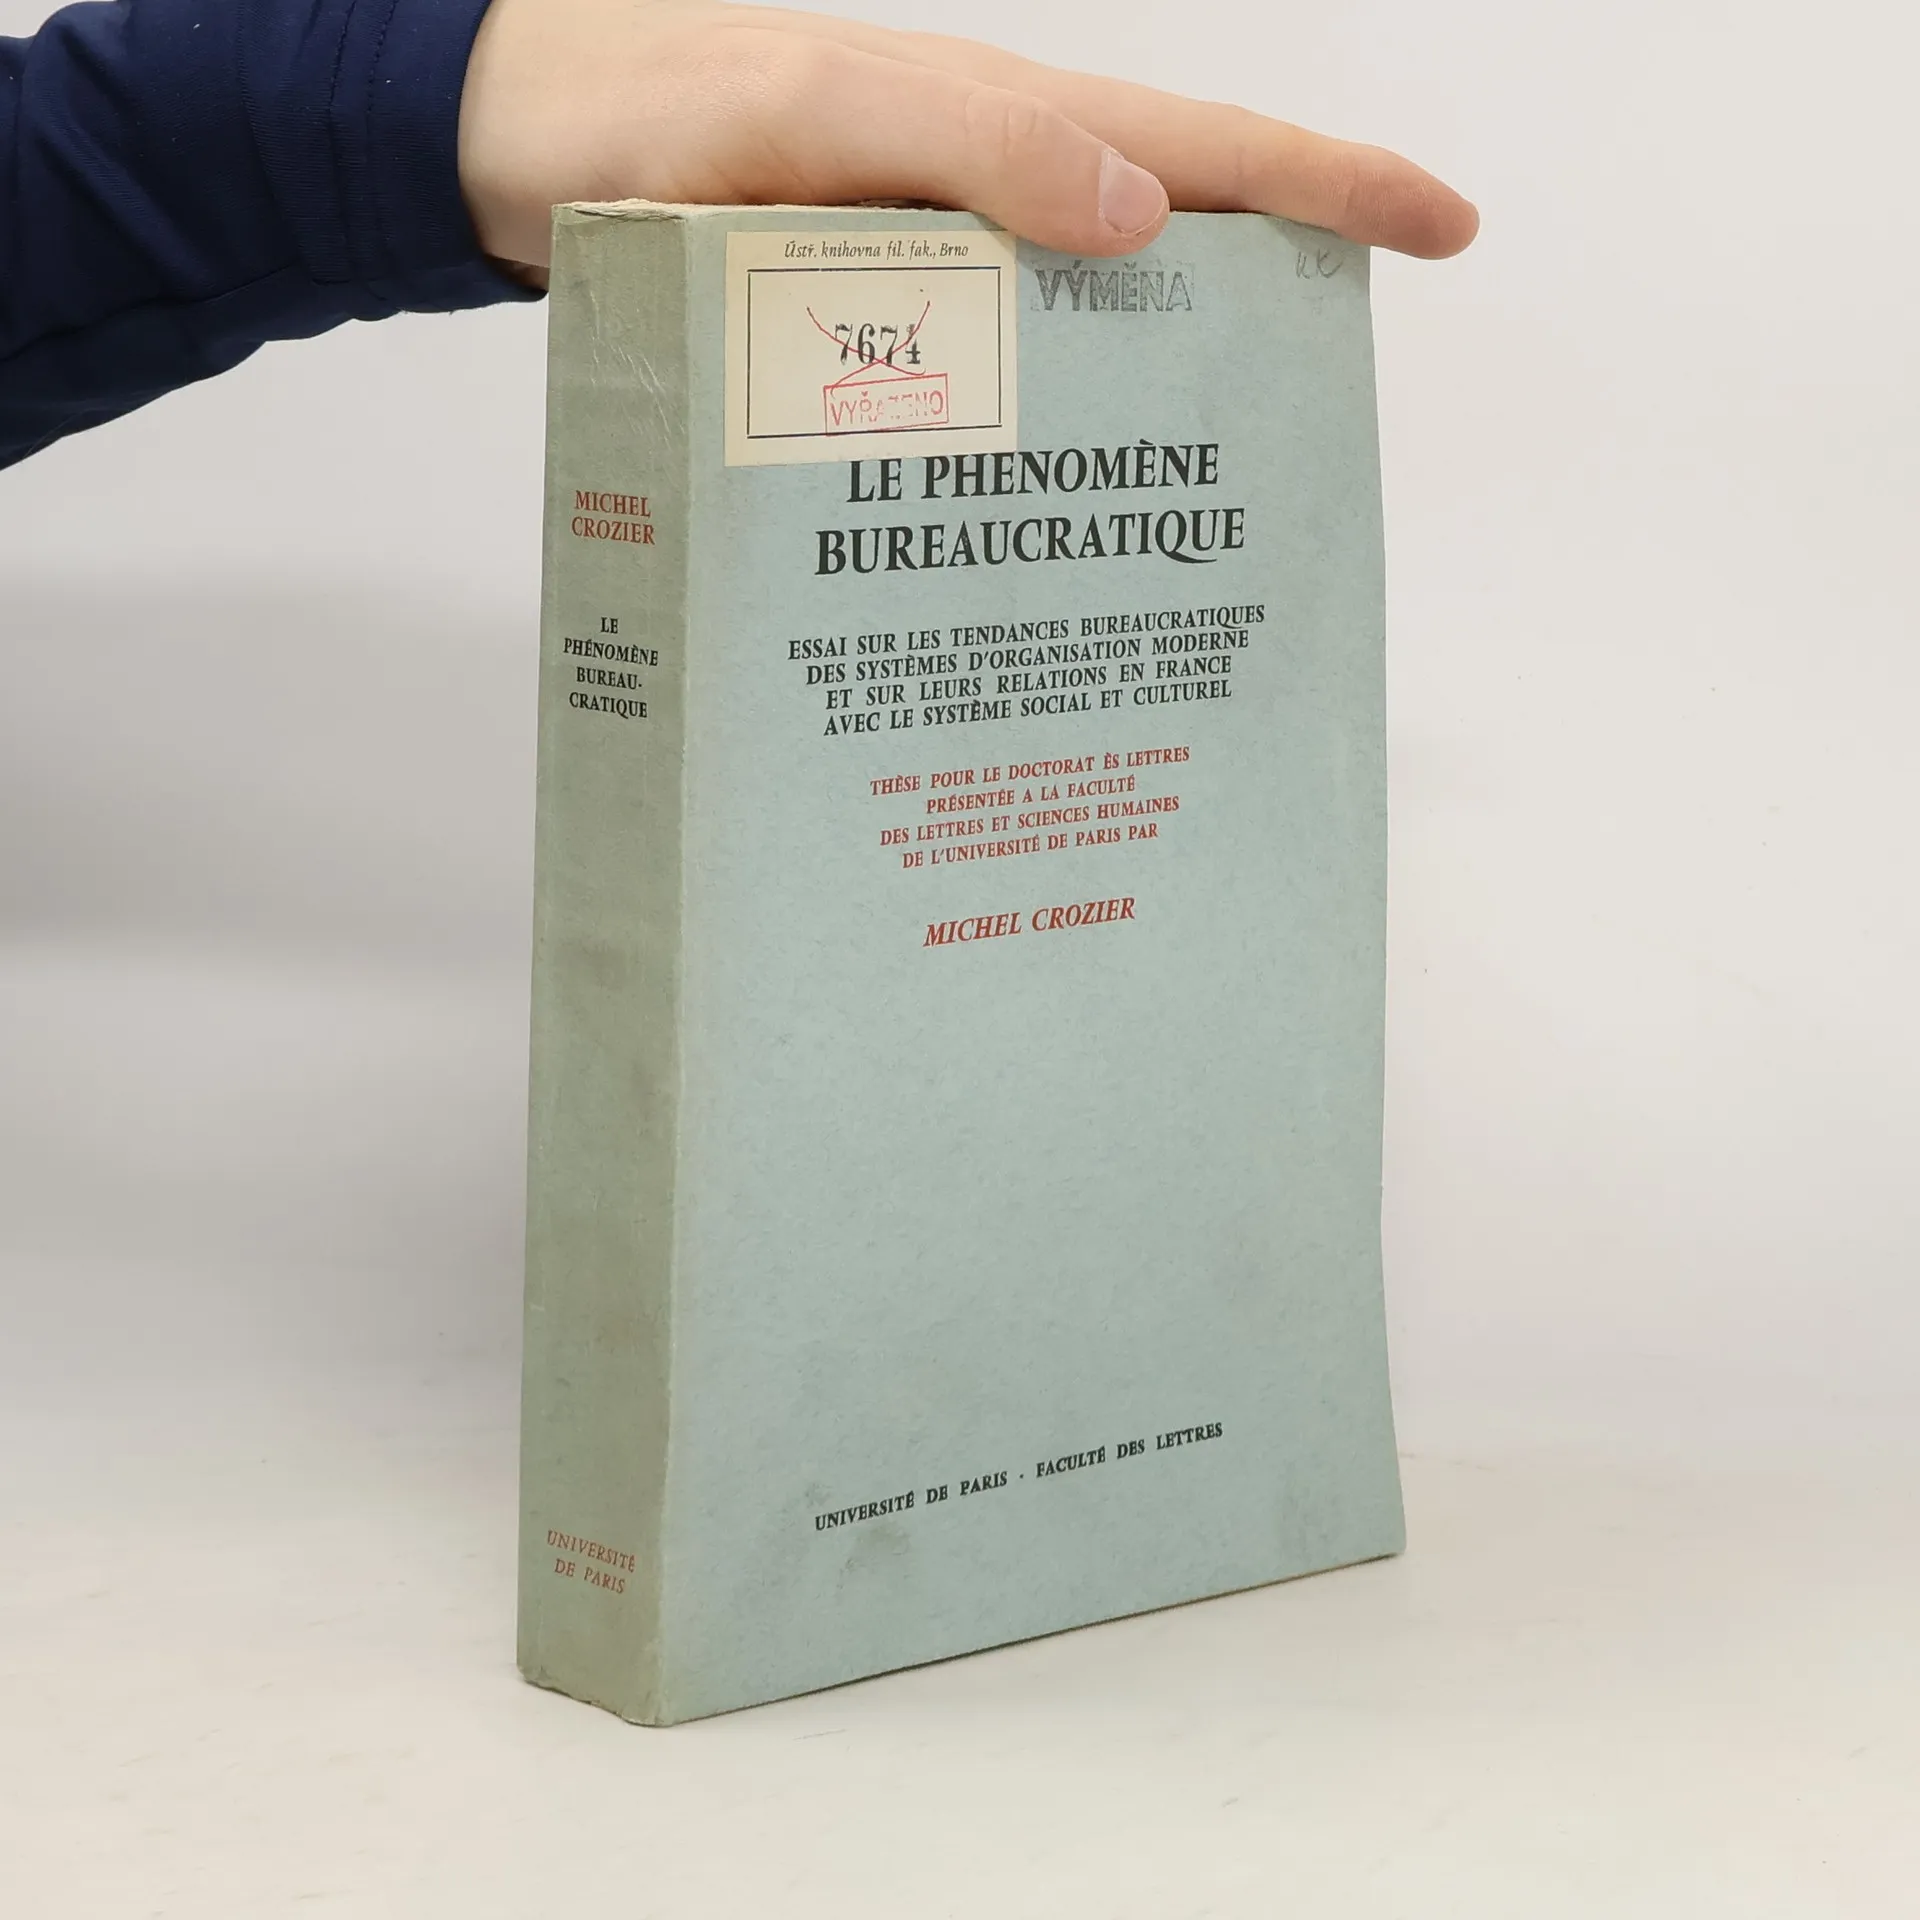 Ústř. knihovna fil. fak., Brno
7674
VYŘAZENO
VÝMĚNA
LE PHÉNOMÈNE
BUREAUCRATIQUE
ESSAI SUR LES TENDANCES BUREAUCRATIQUES
DES SYSTÈMES D'ORGANISATION MODERNE
ET SUR LEURS RELATIONS EN FRANCE
AVEC LE SYSTÈME SOCIAL ET CULTUREL
THÈSE POUR LE DOCTORAT ÈS LETTRES
PRÉSENTÉE A LA FACULTÉ
DES LETTRES ET SCIENCES HUMAINES
DE L'UNIVERSITÉ DE PARIS PAR
MICHEL CROZIER
UNIVERSITÉ DE PARIS · FACULTÉ DES LETTRES
MICHEL
CROZIER
LE
PHÉNOMÈNE
BUREAU-
CRATIQUE
UNIVERSITÉ
DE PARIS